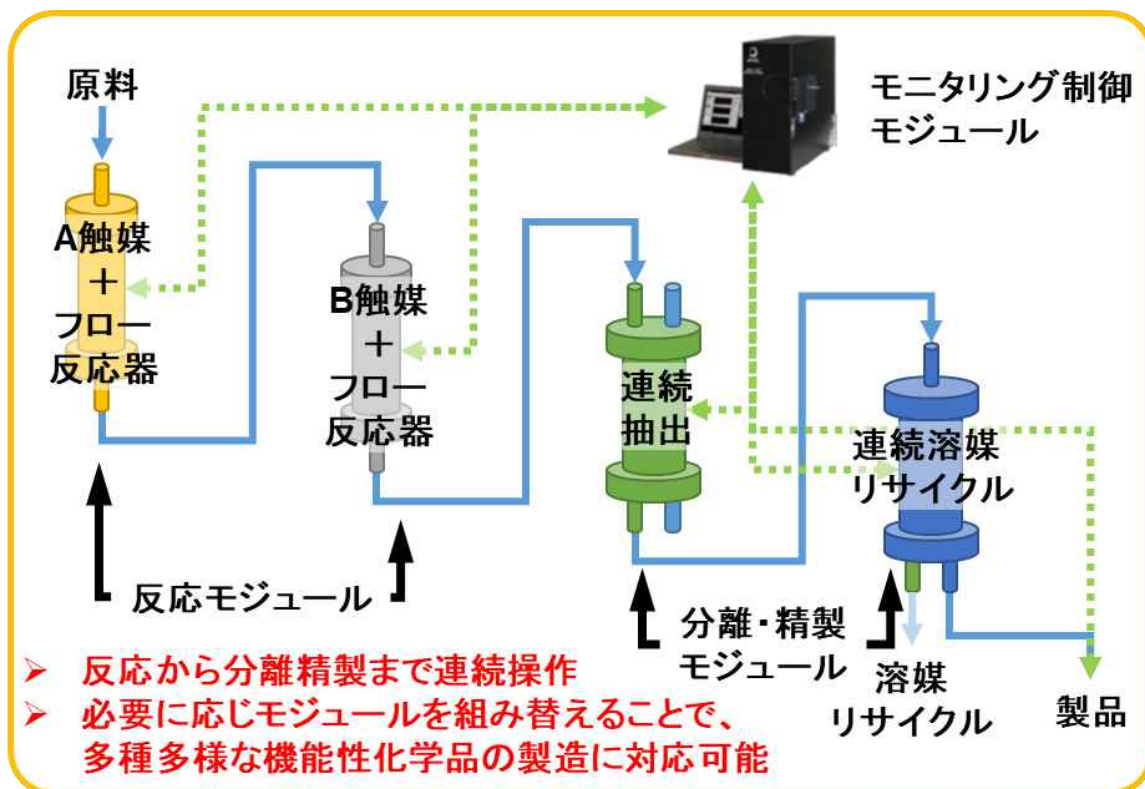 原料
モニタリング制御
モジュール
A触媒
＋
フロー
反応器
B触媒
＋
フロー
反応器
連続
抽出
連続溶媒
リサイクル
反応モジュール
分離・精製
モジュール
溶媒
リサイクル
製品
➢ 反応から分離精製まで連続操作
➢ 必要に応じモジュールを組み替えることで、
多種多様な機能性化学品の製造に対応可能